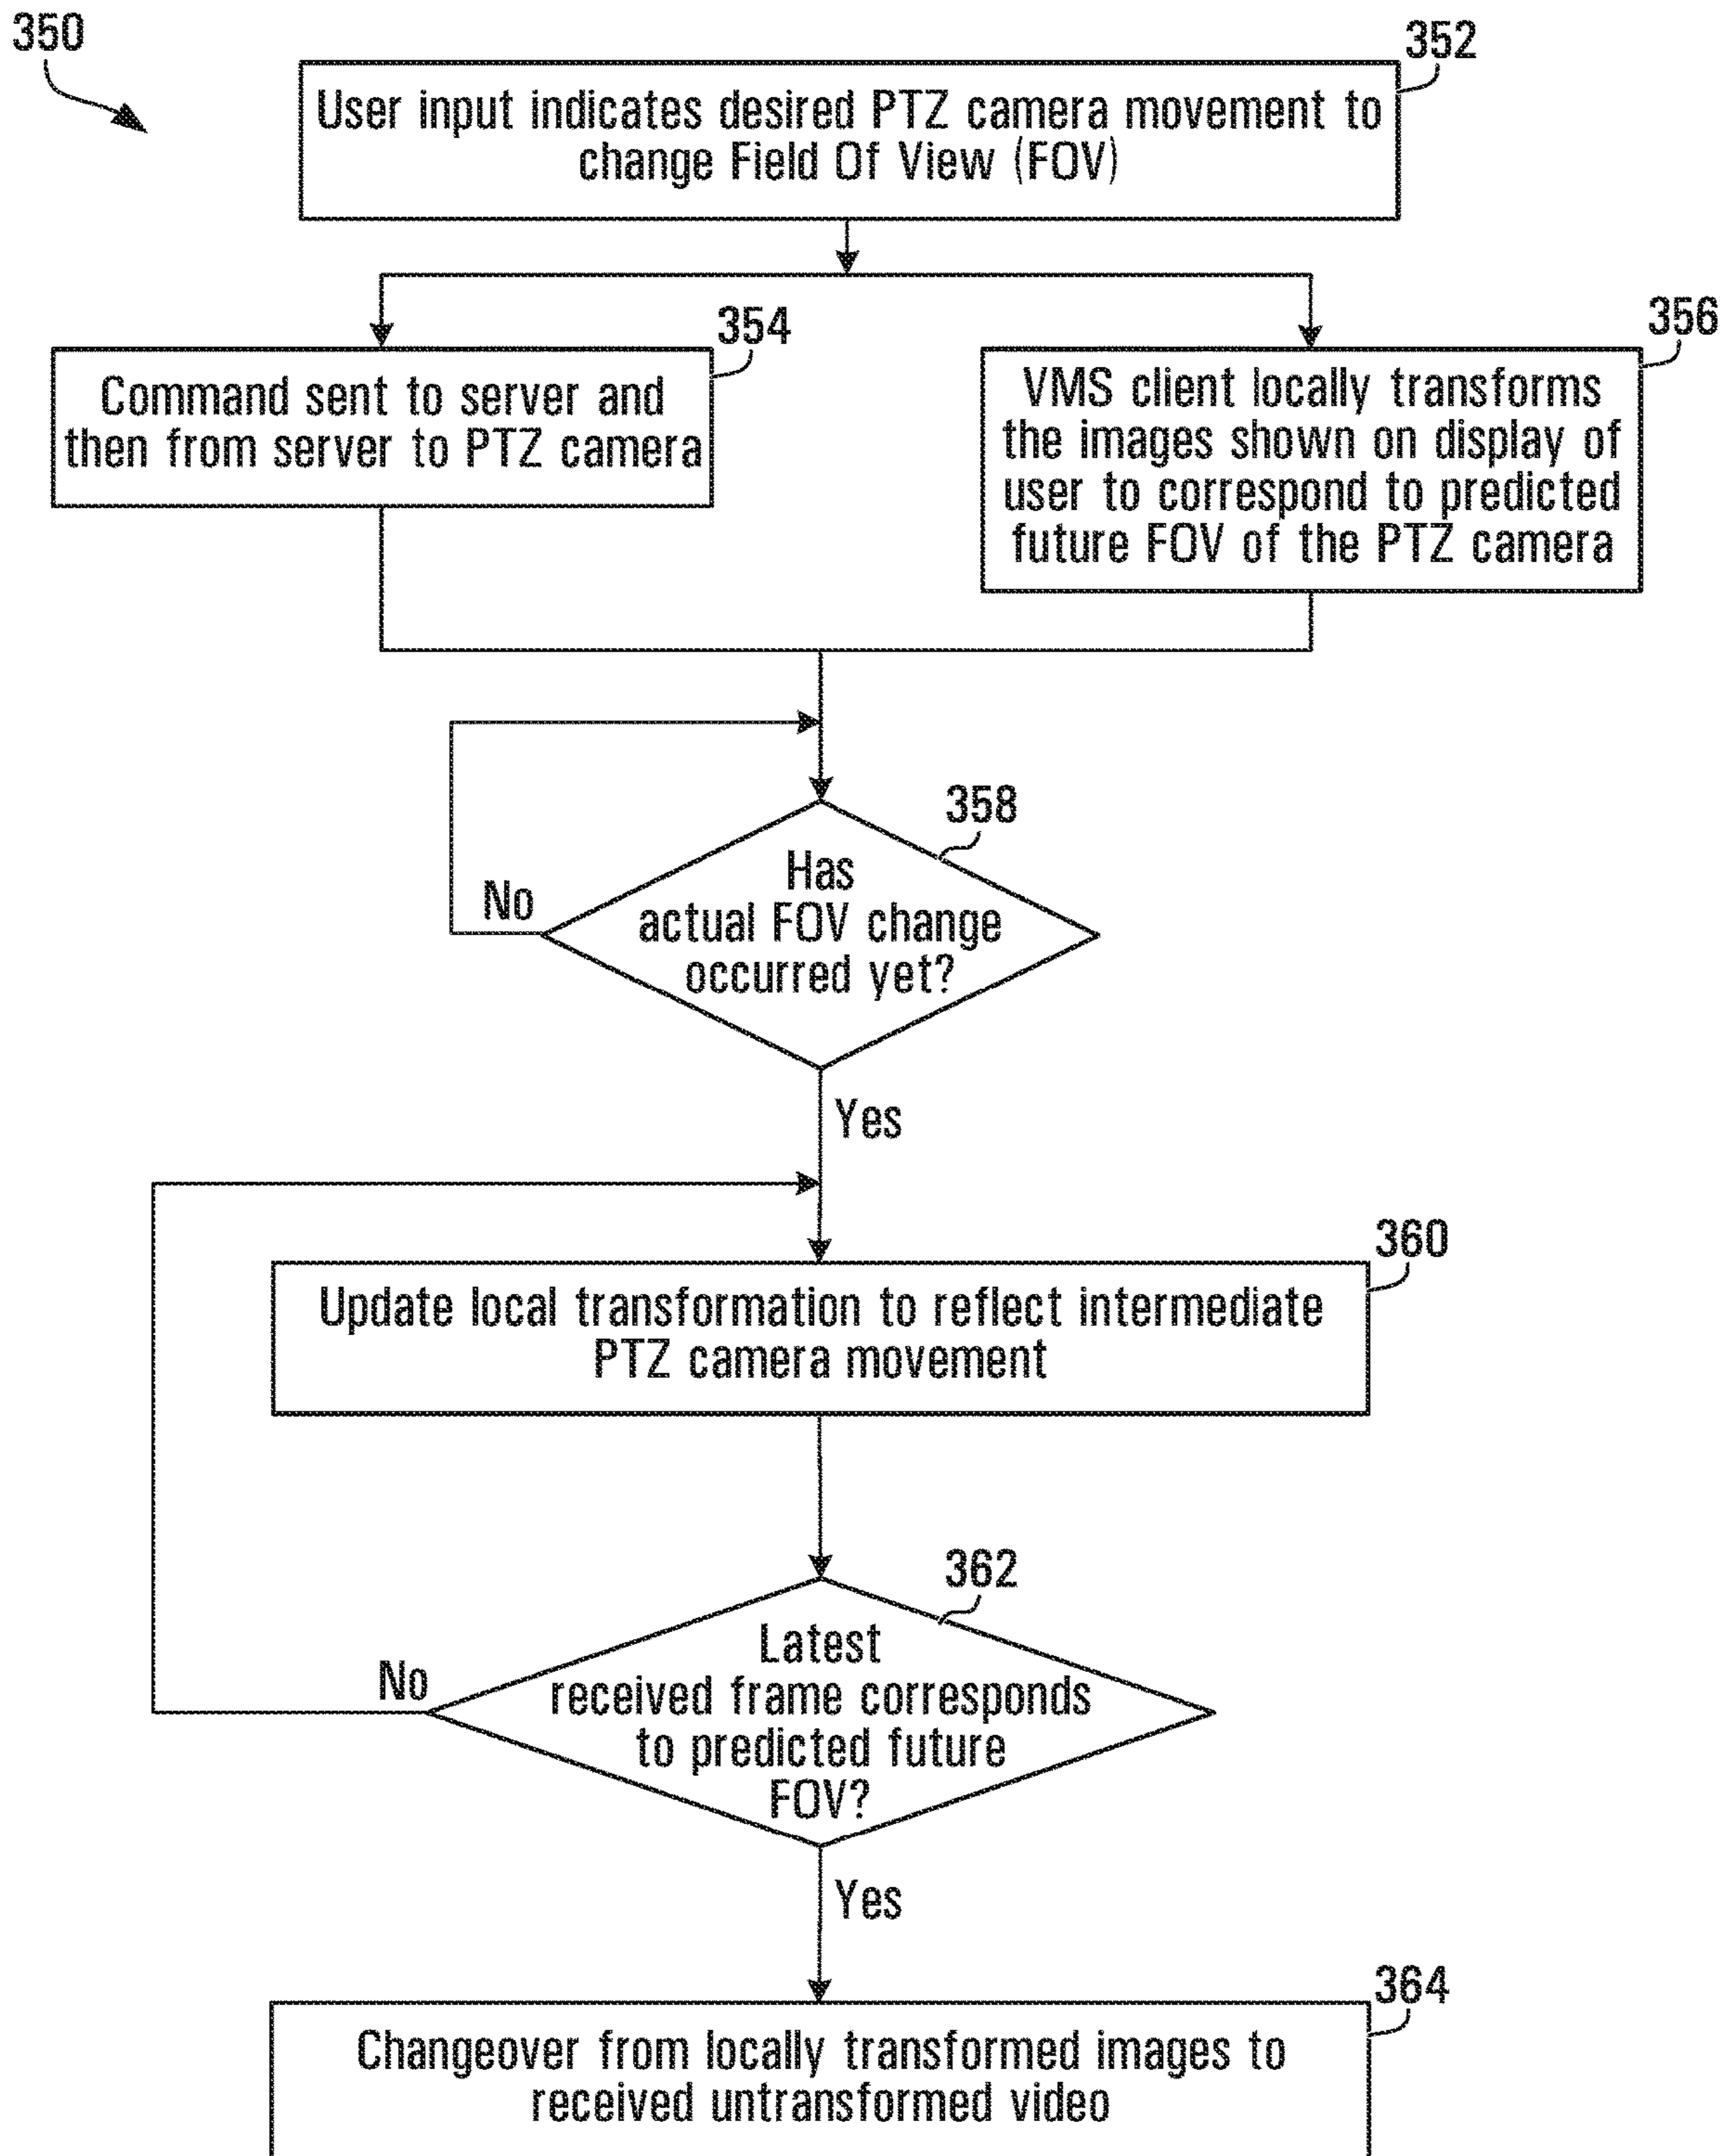 350
352
User input indicates desired PTZ camera movement to
change Field Of View (FOV)
354
Command sent to server and
then from server to PTZ camera
356
VMS client locally transforms
the images shown on display of
user to correspond to predicted
future FOV of the PTZ camera
358
Has
actual FOV change
occurred yet?
No
Yes
360
Update local transformation to reflect intermediate
PTZ camera movement
362
Latest
received frame corresponds
to predicted future
FOV?
No
Yes
364
Changeover from locally transformed images to
received untransformed video